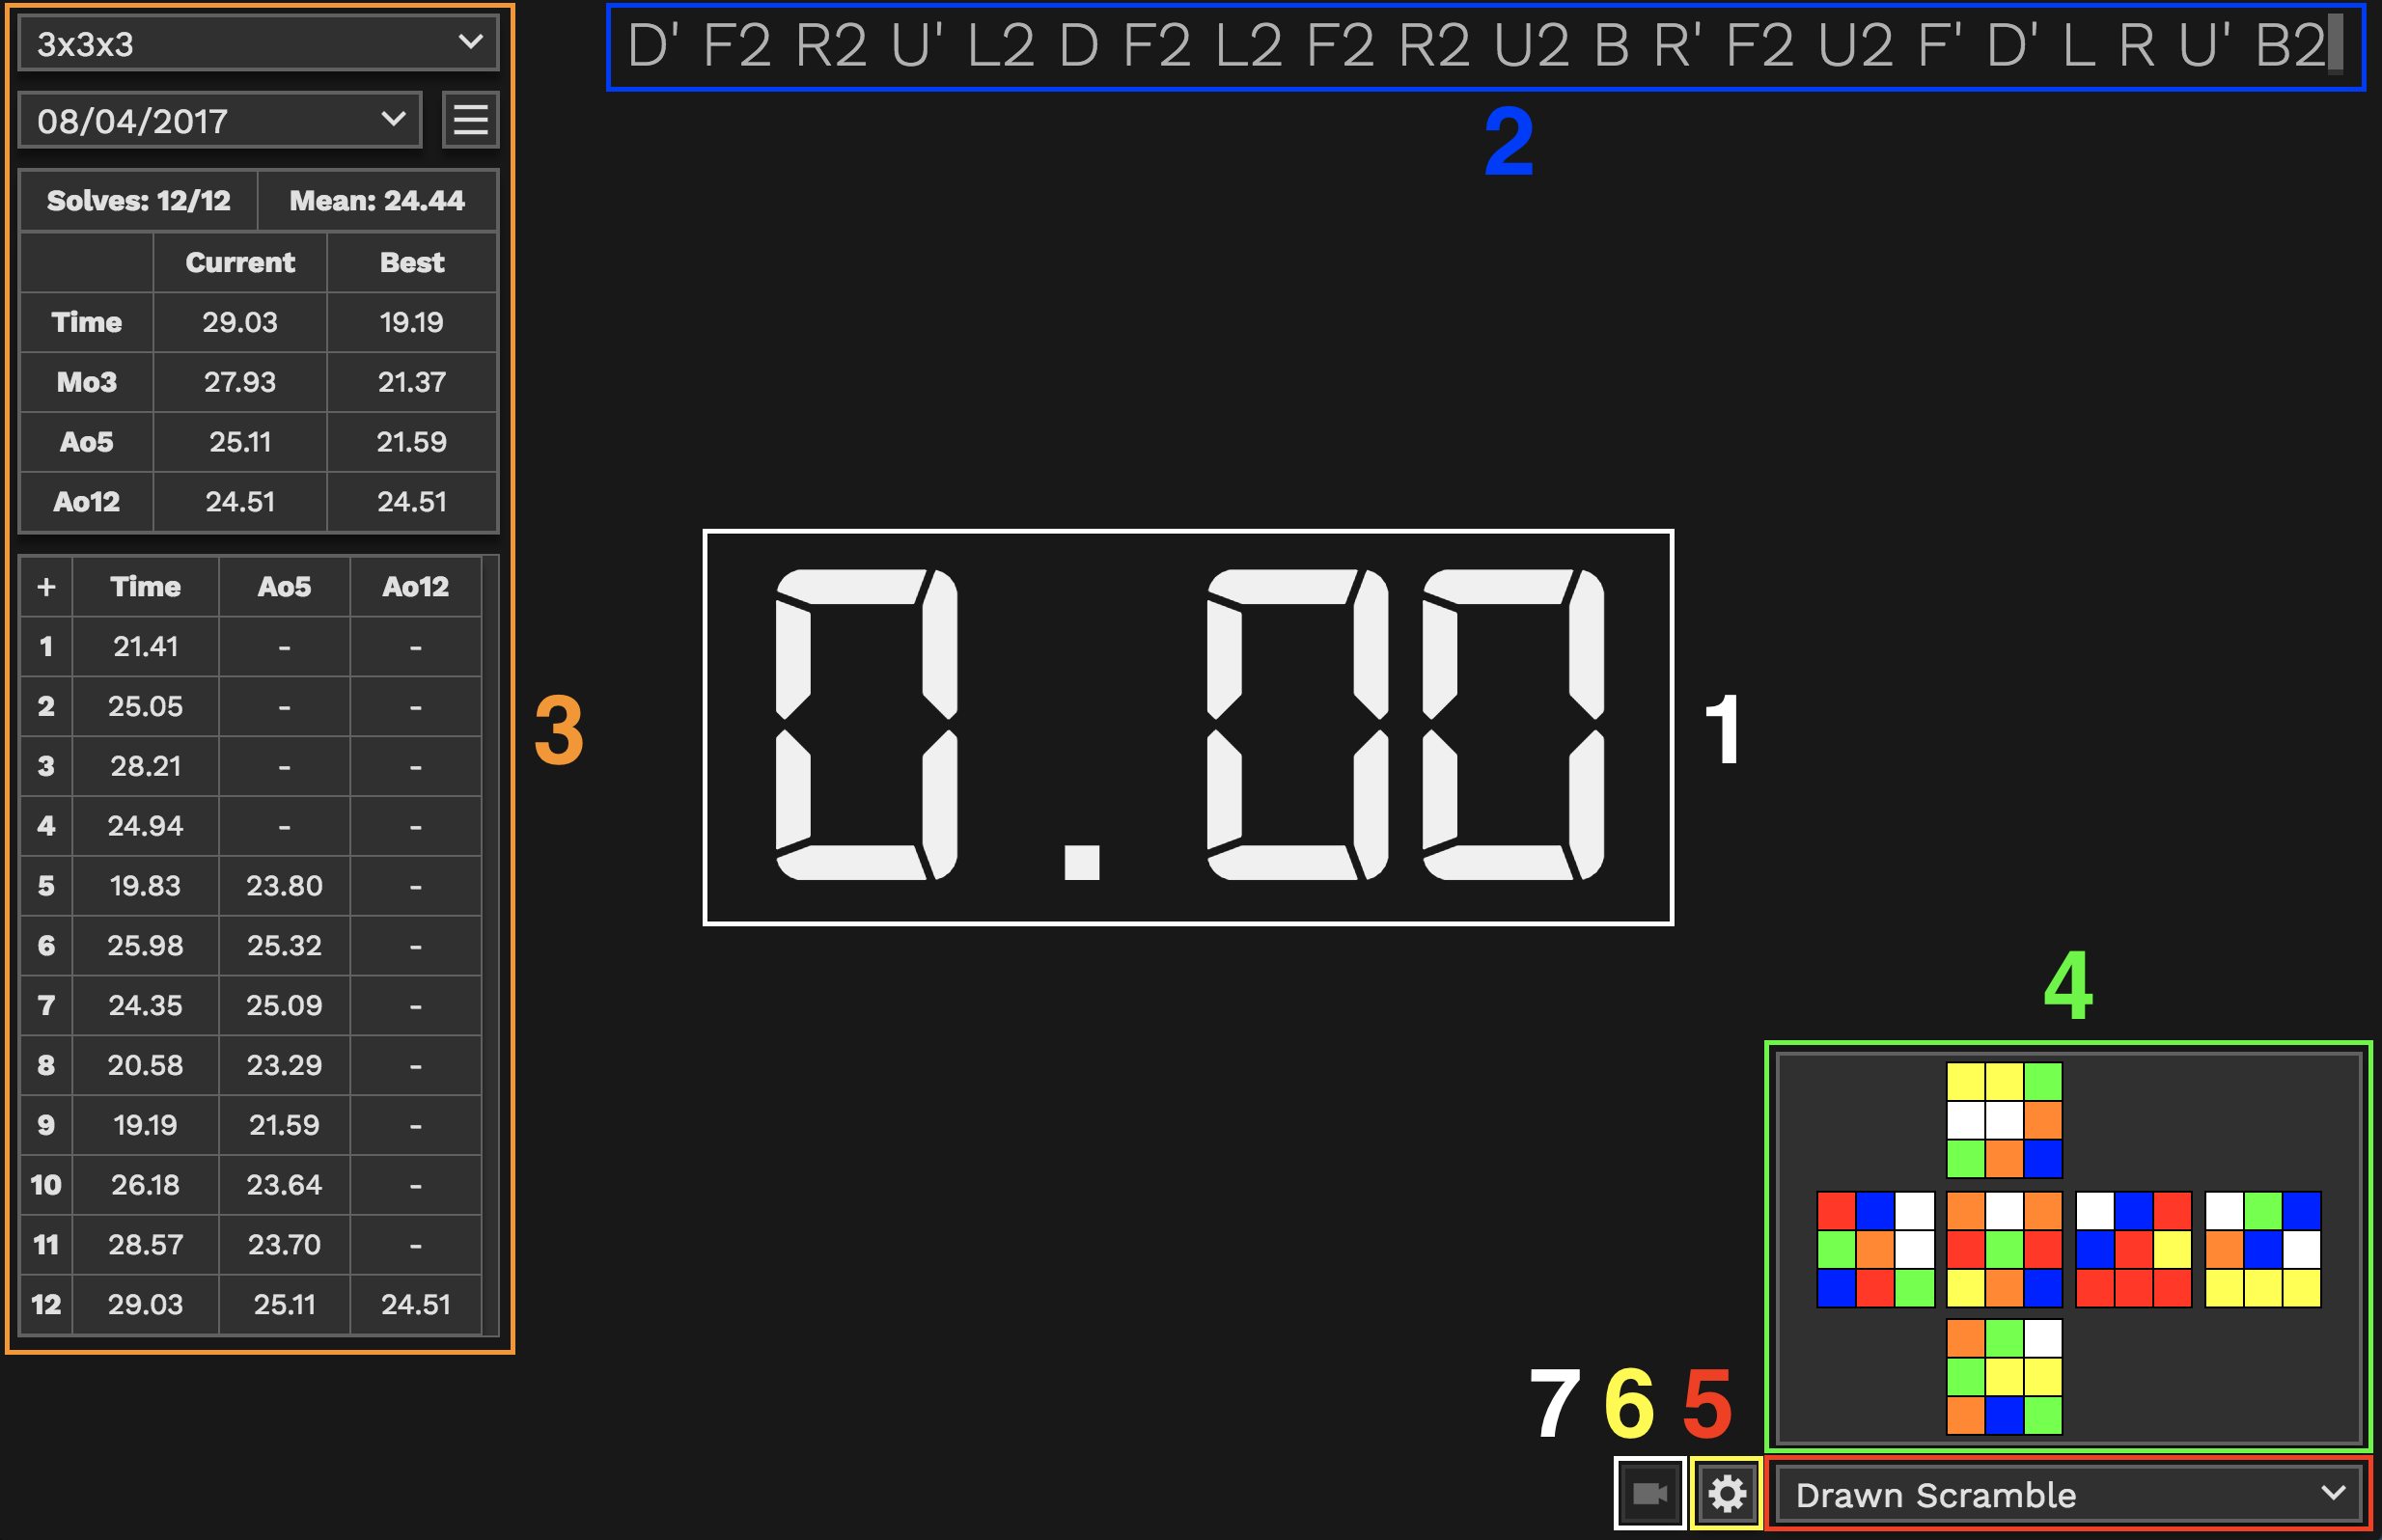 3x3x3
D' F2 R2 U' L2 D F2 L2 F2 R2 U2 B R' F2 U2 F' D' L R U' B2
08/04/2017
2
Solves: 12/12 Mean: 24.44
Current Best
Time 29.03 19.19
Mo3 27.93 21.37
Ao5 25.11 21.59
Ao12 24.51 24.51
+ Time Ao5 Ao12
1 21.41 - -
2 25.05 - -
3 28.21 - -
4 24.94 - -
5 19.83 23.80 -
6 25.98 25.32 -
7 24.35 25.09 -
8 20.58 23.29 -
9 19.19 21.59 -
10 26.18 23.64 -
11 28.57 23.70 -
12 29.03 25.11 24.51
3
0.00
1
4
7 6 5
Drawn Scramble